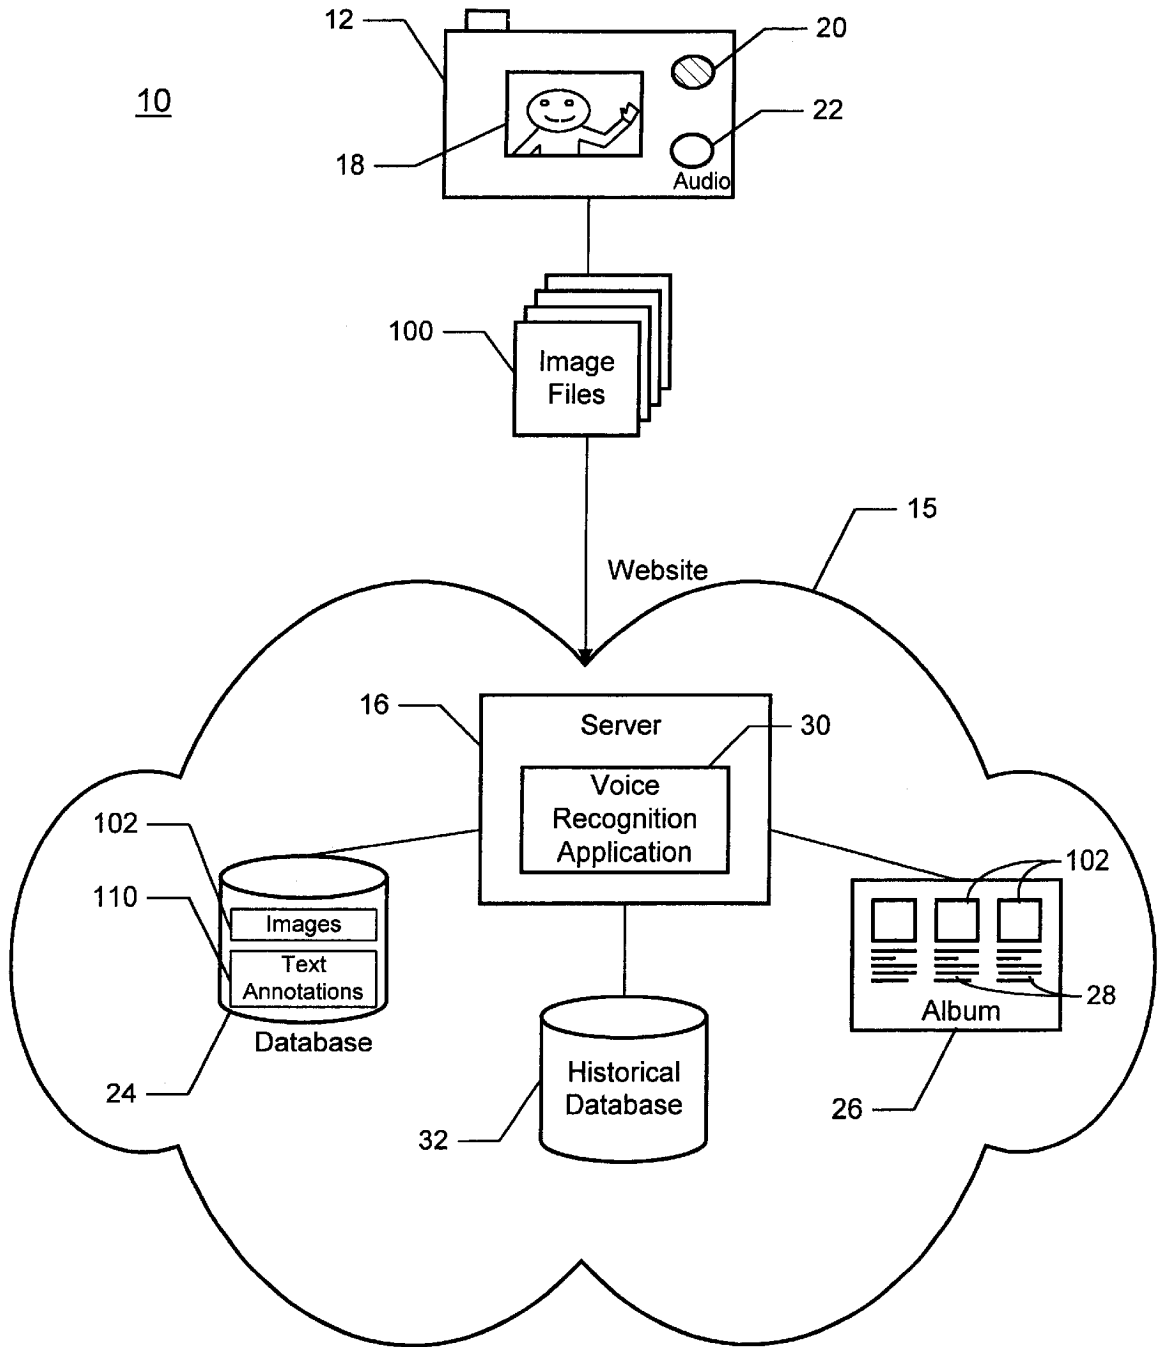 12
20
10
22
18
Audio
100
Image
Files
15
Website
16
Server
30
Voice
Recognition
Application
102
102
110
Images
Text
Annotations
28
Album
Database
24
Historical
Database
26
32